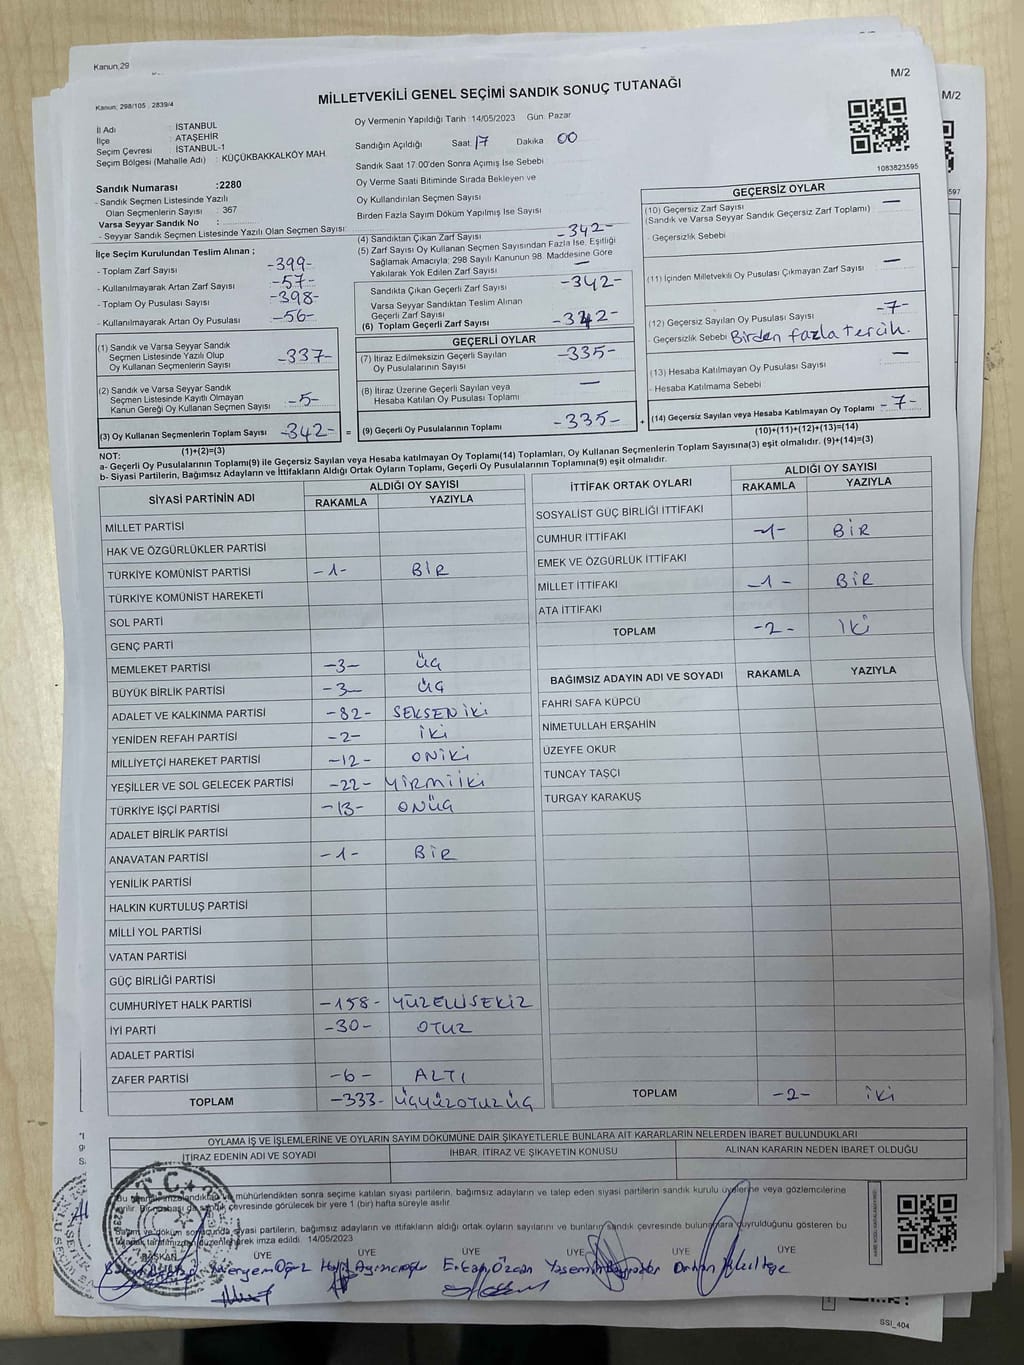 Kanun 29
M/2
M/2
Kanun: 298/105 , 2839/4
MİLLETVEKİLİ GENEL SEÇİMİ SANDIK SONUÇ TUTANAĞI
1083823595
597
İl Adı : İSTANBUL
İlçe : ATAŞEHİR
Seçim Çevresi : İSTANBUL-1
Seçim Bölgesi (Mahalle Adı) : KÜÇÜKBAKKALKÖY MAH.
Sandık Numarası :2280
- Sandık Seçmen Listesinde Yazılı
Olan Seçmenlerin Sayısı : 367
Varsa Seyyar Sandık No :
- Seyyar Sandık Seçmen Listesinde Yazılı Olan Seçmen Sayısı:
Oy Vermenin Yapıldığı Tarih 14/05/2023 Gün. Pazar
Sandığın Açıldığı Saat 17 Dakika 00
Sandık Saat 17.00'den Sonra Açımış İse Sebebi
Oy Verme Saati Bitiminde Sırada Bekleyen ve
Oy Kullandırılan Seçmen Sayısı
Birden Fazla Sayım Döküm Yapılmış İse Sayısı
İlçe Seçim Kurulundan Teslim Alınan ;
- Toplam Zarf Sayısı -399-
- Kullanılmayarak Artan Zarf Sayısı -57-
- Toplam Oy Pusulası Sayısı -398-
- Kullanılmayarak Artan Oy Pusulası -56-
(4) Sandıktan Çıkan Zarf Sayısı -342-
(5) Zarf Sayısı Oy Kullanan Seçmen Sayısından Fazla İse, Eşitliği
Sağlamak Amacıyla; 298 Sayılı Kanunun 98. Maddesine Göre
Yakılarak Yok Edilen Zarf Sayısı —
Sandıkta Çıkan Geçerli Zarf Sayısı -342-
Varsa Seyyar Sandıktan Teslim Alınan
Geçerli Zarf Sayısı
(6) Toplam Geçerli Zarf Sayısı -342-
GEÇERSİZ OYLAR
(10) Geçersiz Zarf Sayısı —
(Sandık ve Varsa Seyyar Sandık Geçersiz Zarf Toplamı)
- Geçersizlik Sebebi
(11) İçinden Milletvekili Oy Pusulası Çıkmayan Zarf Sayısı —
(12) Geçersiz Sayılan Oy Pusulası Sayısı -7-
- Geçersizlik Sebebi Birden fazla tercih.
(13) Hesaba Katılmayan Oy Pusulası Sayısı —
- Hesaba Katılmama Sebebi
(14) Geçersiz Sayılan veya Hesaba Katılmayan Oy Toplamı -7-
(10)+(11)+(12)+(13)=(14)
(1) Sandık ve Varsa Seyyar Sandık
Seçmen Listesinde Yazılı Olup
Oy Kullanan Seçmenlerin Sayısı -337-
(2) Sandık ve Varsa Seyyar Sandık
Seçmen Listesinde Kayıtlı Olmayan
Kanun Gereği Oy Kullanan Seçmen Sayısı -5-
(3) Oy Kullanan Seçmenlerin Toplam Sayısı -342- =
(1)+(2)=(3)
GEÇERLİ OYLAR
(7) İtiraz Edilmeksizin Geçerli Sayılan
Oy Pusulalarının Sayısı -335-
(8) İtiraz Üzerine Geçerli Sayılan veya
Hesaba Katılan Oy Pusulası Toplamı —
(9) Geçerli Oy Pusulalarının Toplamı -335- +
NOT:
a- Geçerli Oy Pusulalarının Toplamı(9) ile Geçersiz Sayılan veya Hesaba katılmayan Oy Toplamı(14) Toplamları, Oy Kullanan Seçmenlerin Toplam Sayısına(3) eşit olmalıdır. (9)+(14)=(3)
b- Siyasi Partilerin, Bağımsız Adayların ve İttifakların Aldığı Ortak Oyların Toplamı, Geçerli Oy Pusulalarının Toplamına(9) eşit olmalıdır.
SİYASİ PARTİNİN ADI ALDIĞI OY SAYISI
RAKAMLA YAZIYLA
MİLLET PARTİSİ
HAK VE ÖZGÜRLÜKLER PARTİSİ
TÜRKİYE KOMÜNİST PARTİSİ -1- BİR
TÜRKİYE KOMÜNİST HAREKETİ
SOL PARTİ
GENÇ PARTİ
MEMLEKET PARTİSİ -3- ÜÇ
BÜYÜK BİRLİK PARTİSİ -3- ÜÇ
ADALET VE KALKINMA PARTİSİ -82- SEKSENİKİ
YENİDEN REFAH PARTİSİ -2- İKİ
MİLLİYETÇİ HAREKET PARTİSİ -12- ONİKİ
YEŞİLLER VE SOL GELECEK PARTİSİ -22- YİRMİİKİ
TÜRKİYE İŞÇİ PARTİSİ -13- ONÜÇ
ADALET BİRLİK PARTİSİ
ANAVATAN PARTİSİ -1- BİR
YENİLİK PARTİSİ
HALKIN KURTULUŞ PARTİSİ
MİLLİ YOL PARTİSİ
VATAN PARTİSİ
GÜÇ BİRLİĞİ PARTİSİ
CUMHURİYET HALK PARTİSİ -158- YÜZELLİSEKİZ
İYİ PARTİ -30- OTUZ
ADALET PARTİSİ
ZAFER PARTİSİ -6- ALTI
TOPLAM -333- ÜÇYÜZOTUZÜÇ
İTTİFAK ORTAK OYLARI ALDIĞI OY SAYISI
RAKAMLA YAZIYLA
SOSYALİST GÜÇ BİRLİĞİ İTTİFAKI
CUMHUR İTTİFAKI -1- BİR
EMEK VE ÖZGÜRLÜK İTTİFAKI
MİLLET İTTİFAKI -1- BİR
ATA İTTİFAKI
TOPLAM -2- İKİ
BAĞIMSIZ ADAYIN ADI VE SOYADI RAKAMLA YAZIYLA
FAHRİ SAFA KÜPCÜ
NİMETULLAH ERŞAHİN
ÜZEYFE OKUR
TUNCAY TAŞÇI
TURGAY KARAKUŞ
TOPLAM -2- İKİ
OYLAMA İŞ VE İŞLEMLERİNE VE OYLARIN SAYIM DÖKÜMÜNE DAİR ŞİKAYETLERLE BUNLARA AİT KARARLARIN NELERDEN İBARET BULUNDUKLARI
İTİRAZ EDENİN ADI VE SOYADI İHBAR, İTİRAZ VE ŞİKAYETİN KONUSU ALINAN KARARIN NEDEN İBARET OLDUĞU
Bu mühürlendikten sonra seçime katılan siyasi partilerin, bağımsız adayların ve talep eden siyasi partilerin sandık kurulu üyelerine veya gözlemcilerine
sandık çevresinde görülecek bir yere 1 (bir) hafta süreyle asılır
siyasi partilerin, bağımsız adayların ve ittifakların aldığı ortak oyların sayılarını ve bunların sandık çevresinde bulunanlara duyrulduğunu gösteren bu
imza edildi. 14/05/2023
BAŞKAN ÜYE ÜYE ÜYE ÜYE ÜYE ÜYE
Meryem Oğuz Ertan Özcan Yasemin Orhan
T.C.
SSİ_404